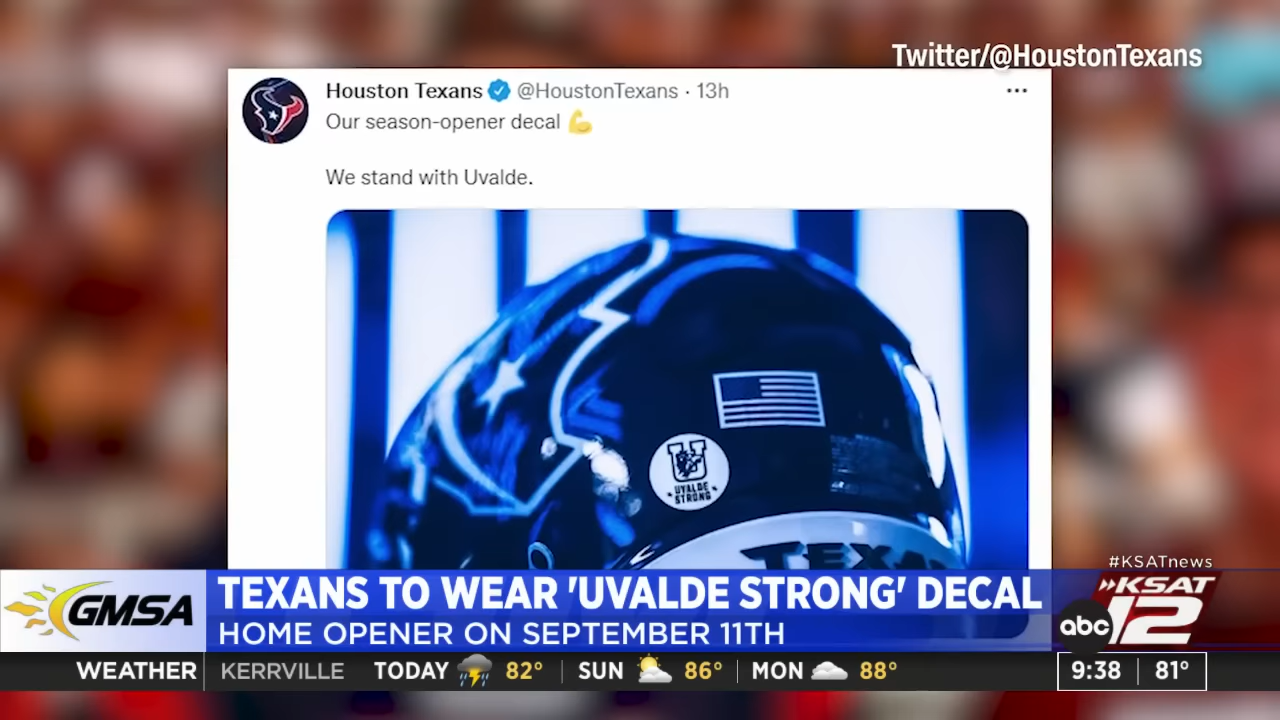 Twitter/@HoustonTexans
Houston Texans @HoustonTexans · 13h
Our season-opener decal 💪
We stand with Uvalde.
U
UVALDE
STRONG
TEXA
#KSATnews
GMSA
TEXANS TO WEAR 'UVALDE STRONG' DECAL
HOME OPENER ON SEPTEMBER 11TH
abc
KSAT
12
WEATHER KERRVILLE TODAY 82° SUN 86° MON 88°
9:38 81°